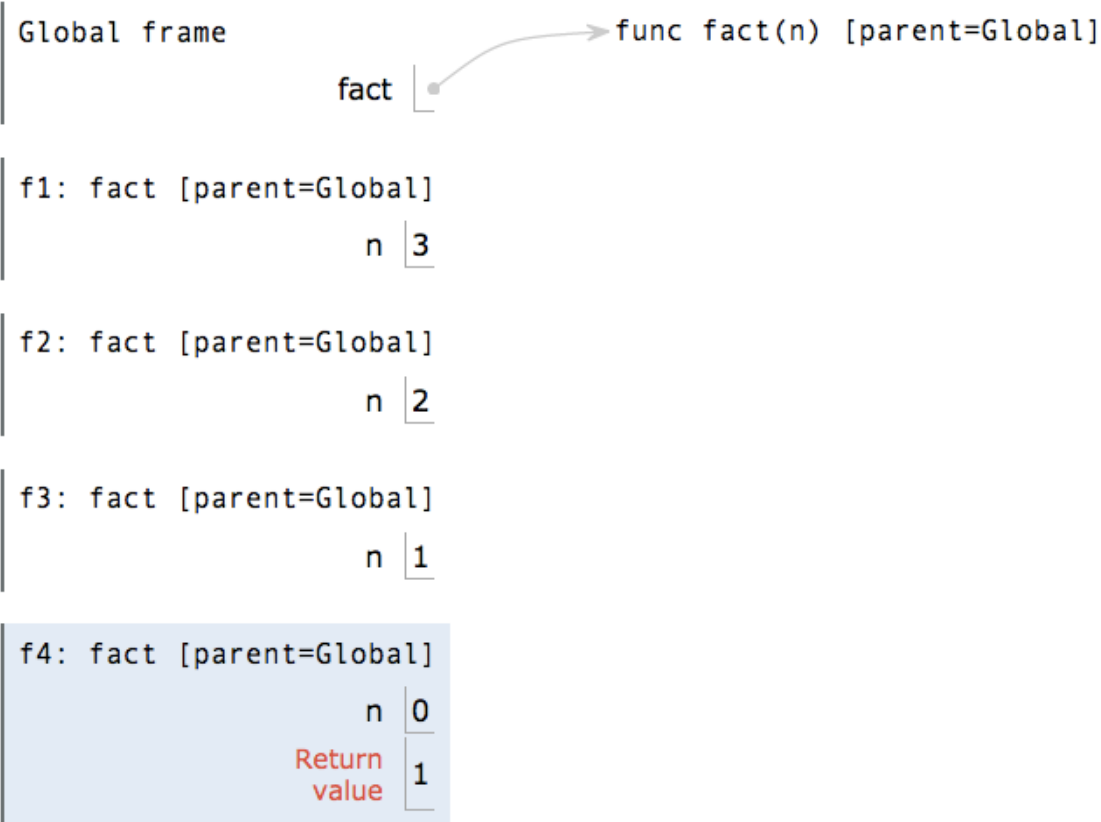 Global frame
func fact(n) [parent=Global]
fact
f1: fact [parent=Global]
n 3
f2: fact [parent=Global]
n 2
f3: fact [parent=Global]
n 1
f4: fact [parent=Global]
n 0
Return
value 1